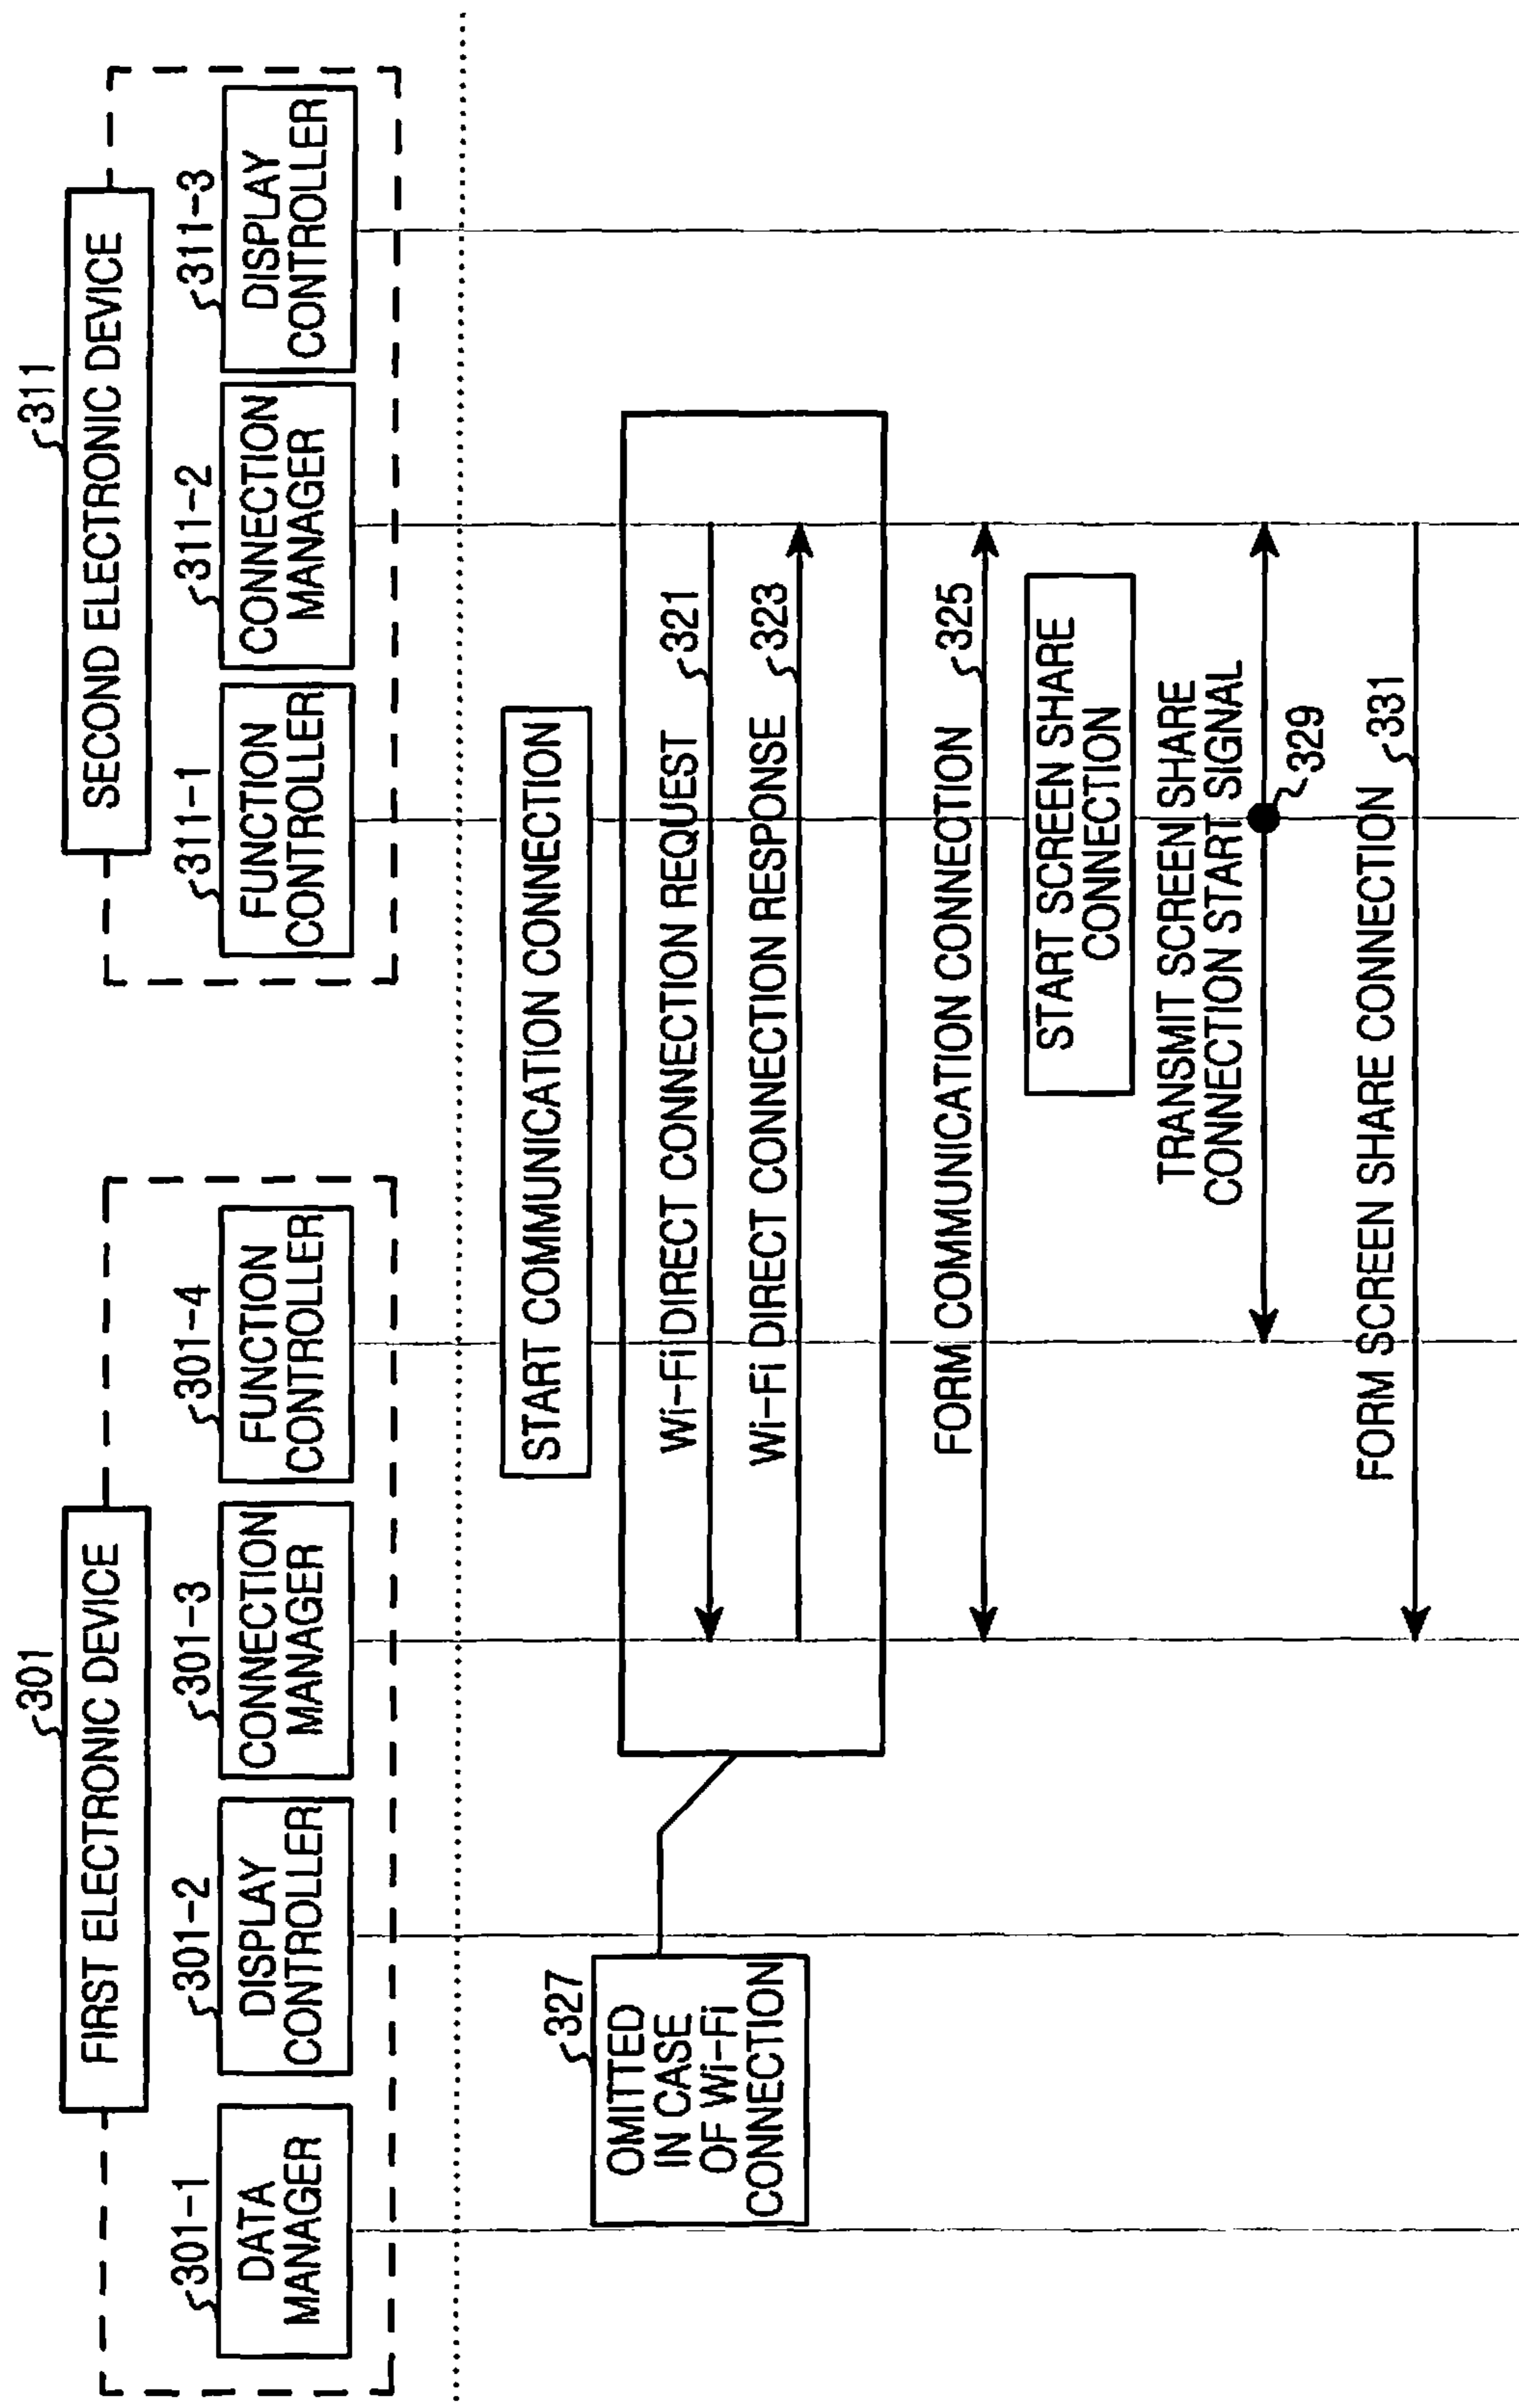 301
FIRST ELECTRONIC DEVICE
311
SECOND ELECTRONIC DEVICE
301-1
DATA
MANAGER
301-2
DISPLAY
CONTROLLER
301-3
CONNECTION
MANAGER
301-4
FUNCTION
CONTROLLER
311-1
FUNCTION
CONTROLLER
311-2
CONNECTION
MANAGER
311-3
DISPLAY
CONTROLLER
START COMMUNICATION CONNECTION
327
OMITTED
IN CASE
OF Wi-Fi
CONNECTION
Wi-Fi DIRECT CONNECTION REQUEST 321
Wi-Fi DIRECT CONNECTION RESPONSE 323
FORM COMMUNICATION CONNECTION 325
START SCREEN SHARE
CONNECTION
TRANSMIT SCREEN SHARE
CONNECTION START SIGNAL
329
FORM SCREEN SHARE CONNECTION 331